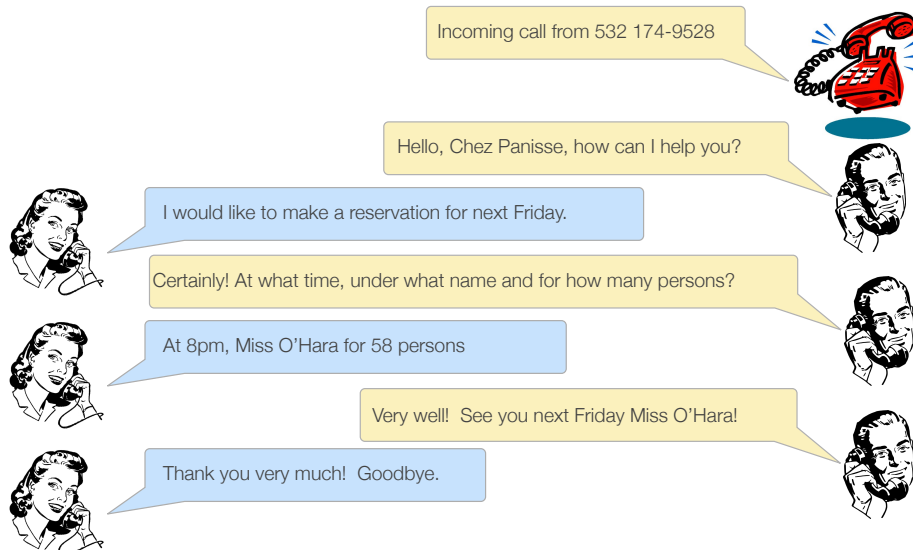 Incoming call from 532 174-9528
Hello, Chez Panisse, how can I help you?
I would like to make a reservation for next Friday.
Certainly! At what time, under what name and for how many persons?
At 8pm, Miss O’Hara for 58 persons
Very well!  See you next Friday Miss O’Hara!
Thank you very much!  Goodbye.